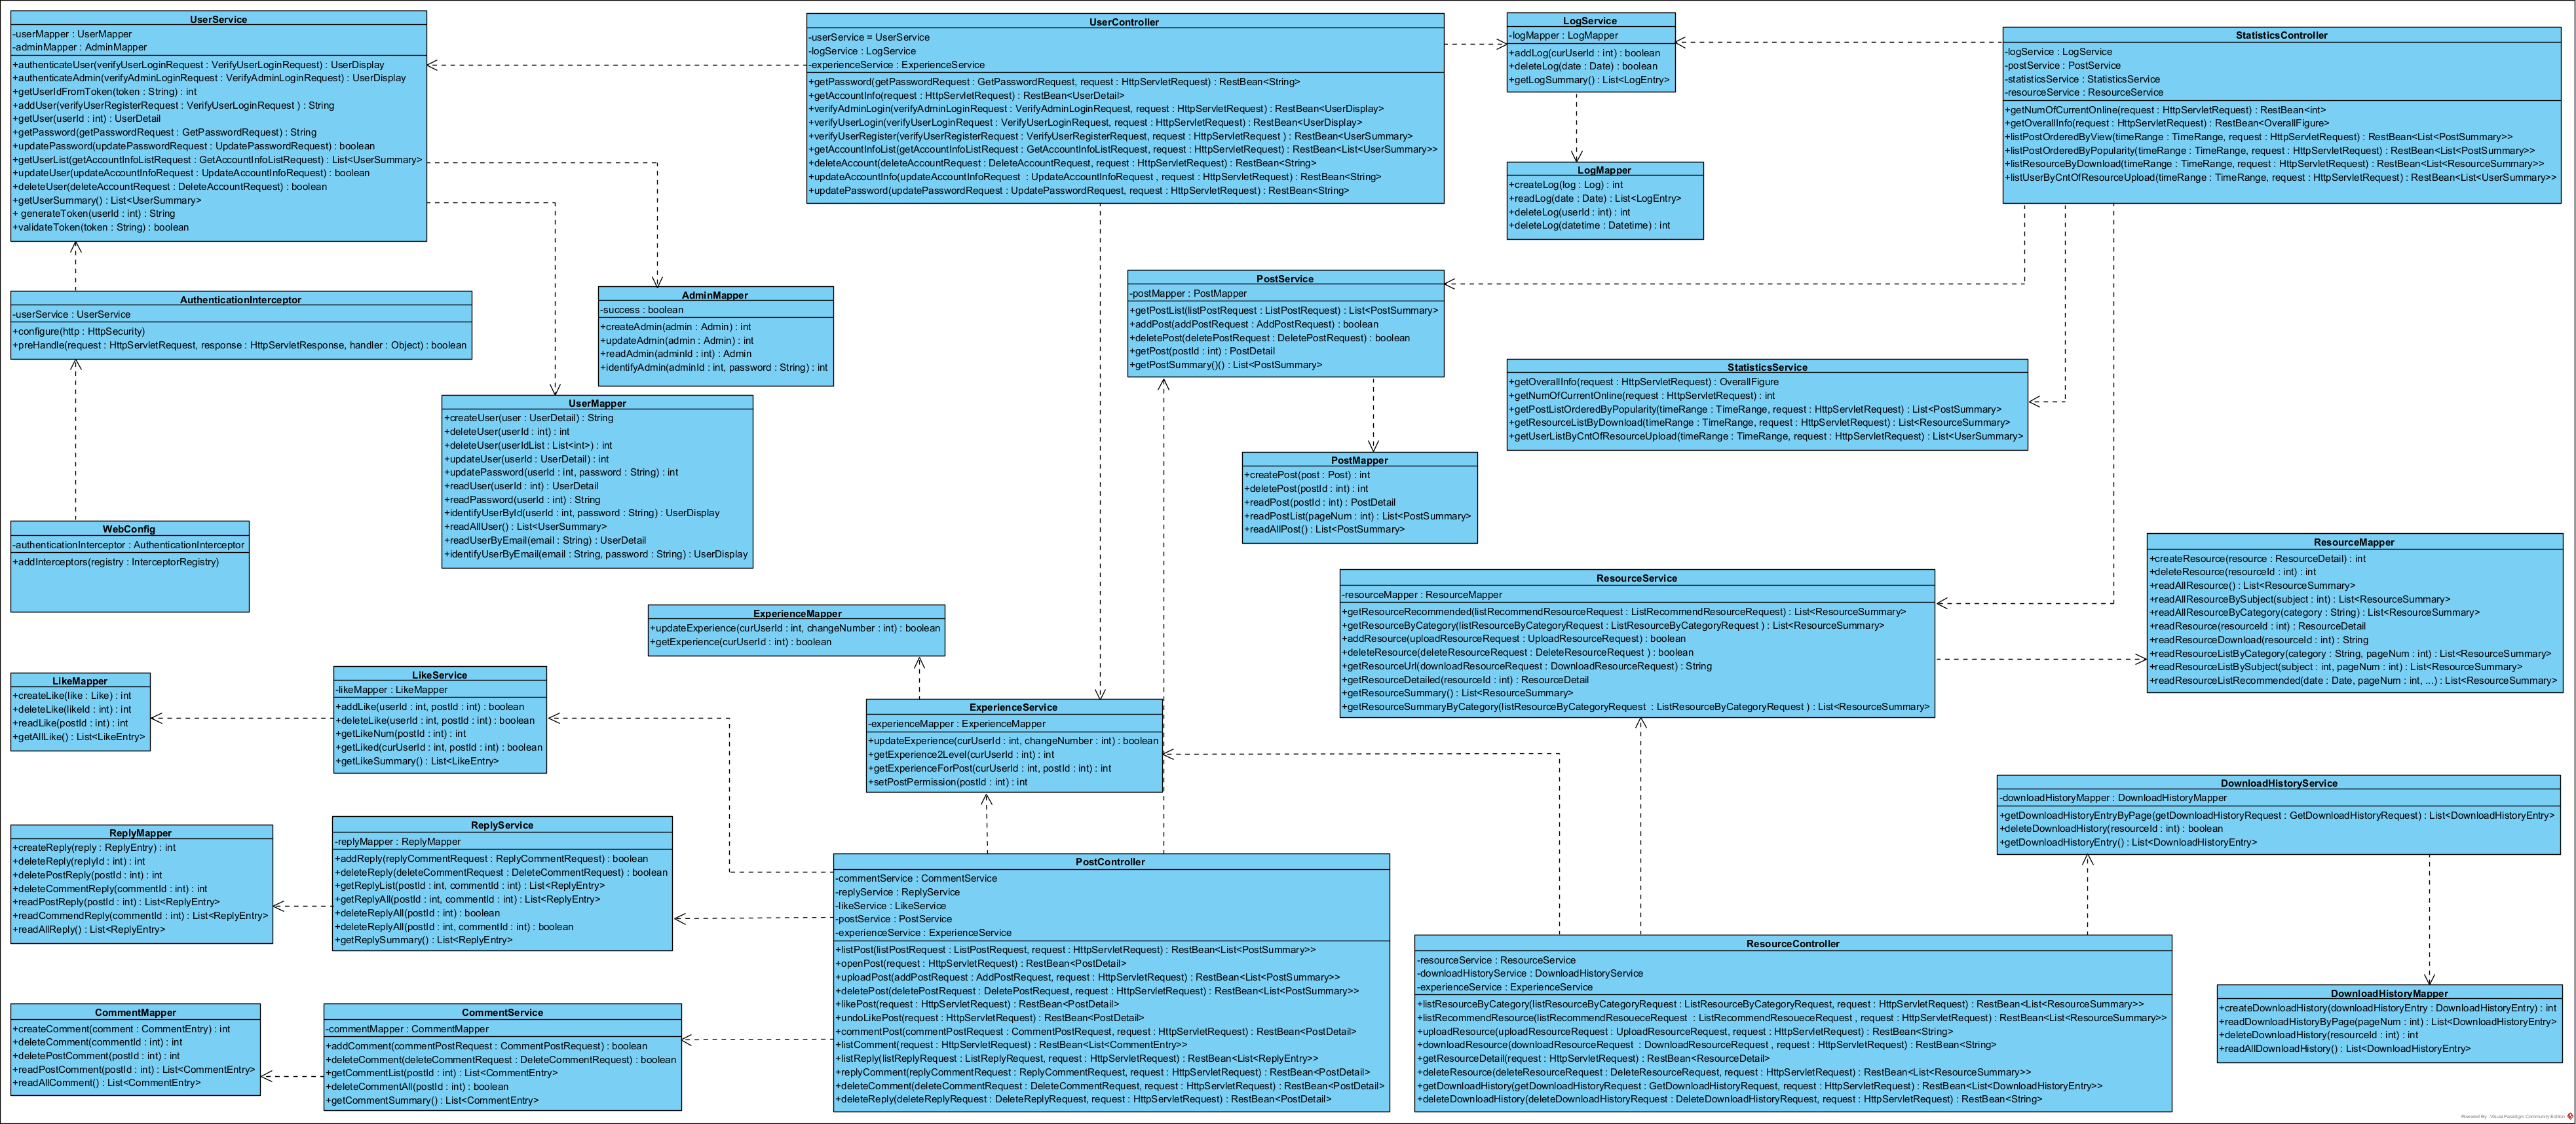 UserService
-userMapper : UserMapper
-adminMapper : AdminMapper
+authenticateUser(verifyUserLoginRequest : VerifyUserLoginRequest) : UserDisplay
+authenticateAdmin(verifyAdminLoginRequest : VerifyAdminLoginRequest) : UserDisplay
+getUserIdFromToken(token : String) : int
+addUser(verifyUserRegisterRequest : VerifyUserLoginRequest ) : String
+getUser(userId : int) : UserDetail
+getPassword(getPasswordRequest : GetPasswordRequest) : String
+updatePassword(updatePasswordRequest : UpdatePasswordRequest) : boolean
+getUserList(getAccountInfoListRequest : GetAccountInfoListRequest) : List<UserSummary>
+updateUser(updateAccountInfoRequest : UpdateAccountInfoRequest) : boolean
+deleteUser(deleteAccountRequest : DeleteAccountRequest) : boolean
+getUserSummary() : List<UserSummary>
+ generateToken(userId : int) : String
+validateToken(token : String) : boolean
UserController
-userService = UserService
-logService : LogService
-experienceService : ExperienceService
+getPassword(getPasswordRequest : GetPasswordRequest, request : HttpServletRequest) : RestBean<String>
+getAccountInfo(request : HttpServletRequest) : RestBean<UserDetail>
+verifyAdminLogin(verifyAdminLoginRequest : VerifyAdminLoginRequest, request : HttpServletRequest) : RestBean<UserDisplay>
+verifyUserLogin(verifyUserLoginRequest : VerifyUserLoginRequest, request : HttpServletRequest) : RestBean<UserDisplay>
+verifyUserRegister(verifyUserRegisterRequest : VerifyUserRegisterRequest, request : HttpServletRequest ) : RestBean<UserSummary>
+getAccountInfoList(getAccountInfoListRequest : GetAccountInfoListRequest, request : HttpServletRequest) : RestBean<List<UserSummary>>
+deleteAccount(deleteAccountRequest : DeleteAccountRequest, request : HttpServletRequest) : RestBean<String>
+updateAccountInfo(updateAccountInfoRequest  : UpdateAccountInfoRequest , request : HttpServletRequest) : RestBean<String>
+updatePassword(updatePasswordRequest : UpdatePasswordRequest, request : HttpServletRequest) : RestBean<String>
LogService
-logMapper : LogMapper
+addLog(curUserId : int) : boolean
+deleteLog(date : Date) : boolean
+getLogSummary() : List<LogEntry>
StatisticsController
-logService : LogService
-postService : PostService
-statisticsService : StatisticsService
-resourceService : ResourceService
+getNumOfCurrentOnline(request : HttpServletRequest) : RestBean<int>
+getOverallInfo(request : HttpServletRequest) : RestBean<OverallFigure>
+listPostOrderedByView(timeRange : TimeRange, request : HttpServletRequest) : RestBean<List<PostSummary>>
+listPostOrderedByPopularity(timeRange : TimeRange, request : HttpServletRequest) : RestBean<List<PostSummary>>
+listResourceByDownload(timeRange : TimeRange, request : HttpServletRequest) : RestBean<List<ResourceSummary>>
+listUserByCntOfResourceUpload(timeRange : TimeRange, request : HttpServletRequest) : RestBean<List<UserSummary>>
LogMapper
+createLog(log : Log) : int
+readLog(date : Date) : List<LogEntry>
+deleteLog(userId : int) : int
+deleteLog(datetime : Datetime) : int
AuthenticationInterceptor
-userService : UserService
+configure(http : HttpSecurity)
+preHandle(request : HttpServletRequest, response : HttpServletResponse, handler : Object) : boolean
AdminMapper
-success : boolean
+createAdmin(admin : Admin) : int
+updateAdmin(admin : Admin) : int
+readAdmin(adminId : int) : Admin
+identifyAdmin(adminId : int, password : String) : int
PostService
-postMapper : PostMapper
+getPostList(listPostRequest : ListPostRequest) : List<PostSummary>
+addPost(addPostRequest : AddPostRequest) : boolean
+deletePost(deletePostRequest : DeletePostRequest) : boolean
+getPost(postId : int) : PostDetail
+getPostSummary()() : List<PostSummary>
StatisticsService
+getOverallInfo(request : HttpServletRequest) : OverallFigure
+getNumOfCurrentOnline(request : HttpServletRequest) : int
+getPostListOrderedByPopularity(timeRange : TimeRange, request : HttpServletRequest) : List<PostSummary>
+getResourceListByDownload(timeRange : TimeRange, request : HttpServletRequest) : List<ResourceSummary>
+getUserListByCntOfResourceUpload(timeRange : TimeRange, request : HttpServletRequest) : List<UserSummary>
UserMapper
+createUser(user : UserDetail) : String
+deleteUser(userId : int) : int
+deleteUser(userIdList : List<int>) : int
+updateUser(userId : UserDetail) : int
+updatePassword(userId : int, password : String) : int
+readUser(userId : int) : UserDetail
+readPassword(userId : int) : String
+identifyUserById(userId : int, password : String) : UserDisplay
+readAllUser() : List<UserSummary>
+readUserByEmail(email : String) : UserDetail
+identifyUserByEmail(email : String, password : String) : UserDisplay
PostMapper
+createPost(post : Post) : int
+deletePost(postId : int) : int
+readPost(postId : int) : PostDetail
+readPostList(pageNum : int) : List<PostSummary>
+readAllPost() : List<PostSummary>
WebConfig
-authenticationInterceptor : AuthenticationInterceptor
+addInterceptors(registry : InterceptorRegistry)
ResourceMapper
+createResource(resource : ResourceDetail) : int
+deleteResource(resourceId : int) : int
+readAllResource() : List<ResourceSummary>
+readAllResourceBySubject(subject : int) : List<ResourceSummary>
+readAllResourceByCategory(category : String) : List<ResourceSummary>
+readResource(resourceId : int) : ResourceDetail
+readResourceDownload(resourceId : int) : String
+readResourceListByCategory(category : String, pageNum : int) : List<ResourceSummary>
+readResourceListBySubject(subject : int, pageNum : int) : List<ResourceSummary>
+readResourceListRecommended(date : Date, pageNum : int, ...) : List<ResourceSummary>
ResourceService
-resourceMapper : ResourceMapper
+getResourceRecommended(listRecommendResourceRequest : ListRecommendResourceRequest) : List<ResourceSummary>
+getResourceByCategory(listResourceByCategoryRequest : ListResourceByCategoryRequest ) : List<ResourceSummary>
+addResource(uploadResourceRequest : UploadResourceRequest) : boolean
+deleteResource(deleteResourceRequest : DeleteResourceRequest ) : boolean
+getResourceUrl(downloadResourceRequest : DownloadResourceRequest) : String
+getResourceDetailed(resourceId : int) : ResourceDetail
+getResourceSummary() : List<ResourceSummary>
+getResourceSummaryByCategory(listResourceByCategoryRequest  : ListResourceByCategoryRequest ) : List<ResourceSummary>
ExperienceMapper
+updateExperience(curUserId : int, changeNumber : int) : boolean
+getExperience(curUserId : int) : boolean
LikeMapper
+createLike(like : Like) : int
+deleteLike(likeId : int) : int
+readLike(postId : int) : int
+getAllLike() : List<LikeEntry>
LikeService
-likeMapper : LikeMapper
+addLike(userId : int, postId : int) : boolean
+deleteLike(userId : int, postId : int) : boolean
+getLikeNum(postId : int) : int
+getLiked(curUserId : int, postId : int) : boolean
+getLikeSummary() : List<LikeEntry>
ExperienceService
-experienceMapper : ExperienceMapper
+updateExperience(curUserId : int, changeNumber : int) : boolean
+getExperience2Level(curUserId : int) : int
+getExperienceForPost(curUserId : int, postId : int) : int
+setPostPermission(postId : int) : int
DownloadHistoryService
-downloadHistoryMapper : DownloadHistoryMapper
+getDownloadHistoryEntryByPage(getDownloadHistoryRequest : GetDownloadHistoryRequest) : List<DownloadHistoryEntry>
+deleteDownloadHistory(resourceId : int) : boolean
+getDownloadHistoryEntry() : List<DownloadHistoryEntry>
ReplyMapper
+createReply(reply : ReplyEntry) : int
+deleteReply(replyId : int) : int
+deletePostReply(postId : int) : int
+deleteCommentReply(commentId : int) : int
+readPostReply(postId : int) : List<ReplyEntry>
+readCommendReply(commentId : int) : List<ReplyEntry>
+readAllReply() : List<ReplyEntry>
ReplyService
-replyMapper : ReplyMapper
+addReply(replyCommentRequest : ReplyCommentRequest) : boolean
+deleteReply(deleteCommentRequest : DeleteCommentRequest) : boolean
+getReplyList(postId : int, commentId : int) : List<ReplyEntry>
+getReplyAll(postId : int, commentId : int) : List<ReplyEntry>
+deleteReplyAll(postId : int) : boolean
+deleteReplyAll(postId : int, commentId : int) : boolean
+getReplySummary() : List<ReplyEntry>
PostController
-commentService : CommentService
-replyService : ReplyService
-likeService : LikeService
-postService : PostService
-experienceService : ExperienceService
+listPost(listPostRequest : ListPostRequest, request : HttpServletRequest) : RestBean<List<PostSummary>>
+openPost(request : HttpServletRequest) : RestBean<PostDetail>
+uploadPost(addPostRequest : AddPostRequest, request : HttpServletRequest) : RestBean<List<PostSummary>>
+deletePost(deletePostRequest : DeletePostRequest, request : HttpServletRequest) : RestBean<List<PostSummary>>
+likePost(request : HttpServletRequest) : RestBean<PostDetail>
+undoLikePost(request : HttpServletRequest) : RestBean<PostDetail>
+commentPost(commentPostRequest : CommentPostRequest, request : HttpServletRequest) : RestBean<PostDetail>
+listComment(request : HttpServletRequest) : RestBean<List<CommentEntry>>
+listReply(listReplyRequest : ListReplyRequest, request : HttpServletRequest) : RestBean<List<ReplyEntry>>
+replyComment(replyCommentRequest : ReplyCommentRequest, request : HttpServletRequest) : RestBean<PostDetail>
+deleteComment(deleteCommentRequest : DeleteCommentRequest, request : HttpServletRequest) : RestBean<PostDetail>
+deleteReply(deleteReplyRequest : DeleteReplyRequest, request : HttpServletRequest) : RestBean<PostDetail>
ResourceController
-resourceService : ResourceService
-downloadHistoryService : DownloadHistoryService
-experienceService : ExperienceService
+listResourceByCategory(listResourceByCategoryRequest : ListResourceByCategoryRequest, request : HttpServletRequest) : RestBean<List<ResourceSummary>>
+listRecommendResource(listRecommendResoueceRequest  : ListRecommendResoueceRequest , request : HttpServletRequest) : RestBean<List<ResourceSummary>>
+uploadResource(uploadResourceRequest : UploadResourceRequest, request : HttpServletRequest) : RestBean<String>
+downloadResource(downloadResourceRequest  : DownloadResourceRequest , request : HttpServletRequest) : RestBean<String>
+getResourceDetail(request : HttpServletRequest) : RestBean<ResourceDetail>
+deleteResource(deleteResourceRequest : DeleteResourceRequest, request : HttpServletRequest) : RestBean<List<ResourceSummary>>
+getDownloadHistory(getDownloadHistoryRequest : GetDownloadHistoryRequest, request : HttpServletRequest) : RestBean<List<DownloadHistoryEntry>>
+deleteDownloadHistory(deleteDownloadHistoryRequest : DeleteDownloadHistoryRequest, request : HttpServletRequest) : RestBean<String>
DownloadHistoryMapper
+createDownloadHistory(downloadHistoryEntry : DownloadHistoryEntry) : int
+readDownloadHistoryByPage(pageNum : int) : List<DownloadHistoryEntry>
+deleteDownloadHistory(resourceId : int) : int
+readAllDownloadHistory() : List<DownloadHistoryEntry>
CommentMapper
+createComment(comment : CommentEntry) : int
+deleteComment(commentId : int) : int
+deletePostComment(postId : int) : int
+readPostComment(postId : int) : List<CommentEntry>
+readAllComment() : List<CommentEntry>
CommentService
-commentMapper : CommentMapper
+addComment(commentPostRequest : CommentPostRequest) : boolean
+deleteComment(deleteCommentRequest : DeleteCommentRequest) : boolean
+getCommentList(postId : int) : List<CommentEntry>
+deleteCommentAll(postId : int) : boolean
+getCommentSummary() : List<CommentEntry>
Powered By : Visual Paradigm Community Edition